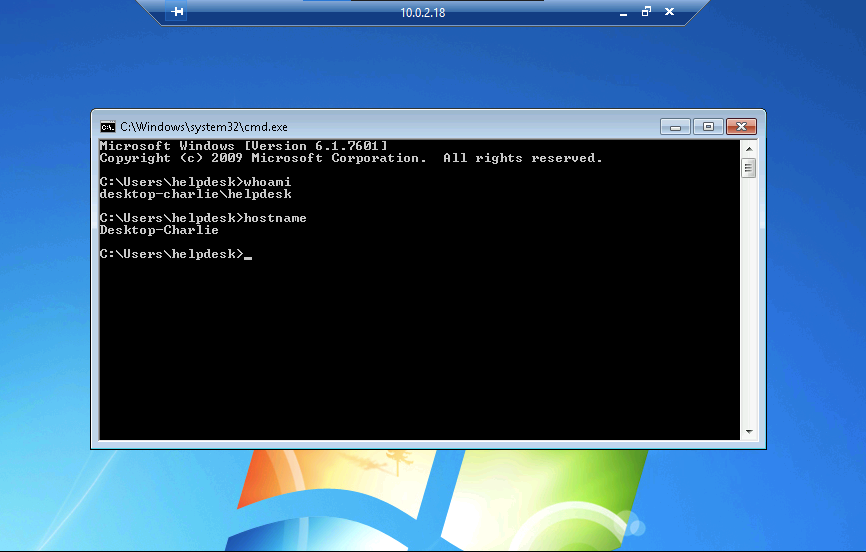 10.0.2.18
C:\Windows\system32\cmd.exe
Microsoft Windows [Version 6.1.7601]
Copyright (c) 2009 Microsoft Corporation.  All rights reserved.
C:\Users\helpdesk>whoami
desktop-charlie\helpdesk
C:\Users\helpdesk>hostname
Desktop-Charlie
C:\Users\helpdesk>_